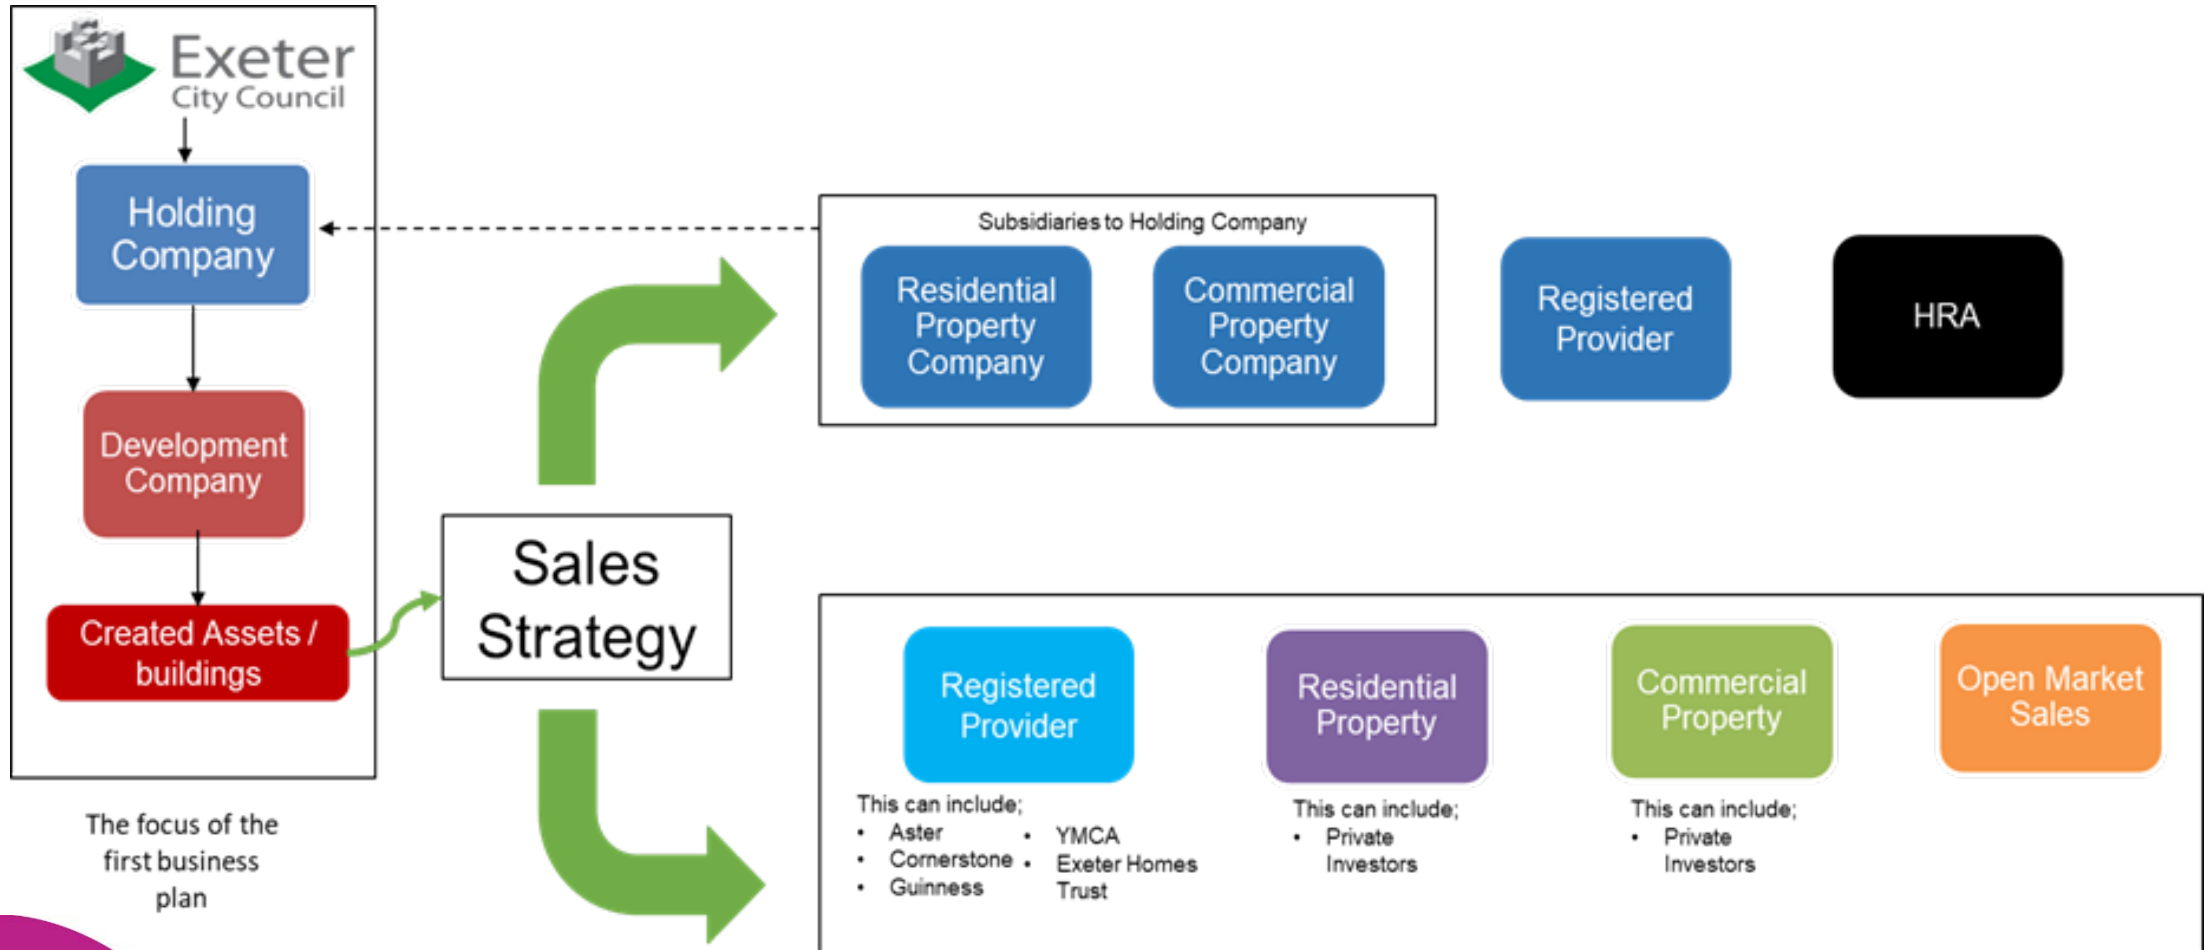 Exeter
City Council
Holding
Company
Development
Company
Created Assets /
buildings
The focus of the
first business
plan
Sales
Strategy
Subsidiaries to Holding Company
Residential
Property
Company
Commercial
Property
Company
Registered
Provider
HRA
Registered
Provider
This can include;
• Aster
• Cornerstone
• Guinness
• YMCA
• Exeter Homes
Trust
Residential
Property
This can include;
• Private
Investors
Commercial
Property
This can include;
• Private
Investors
Open Market
Sales